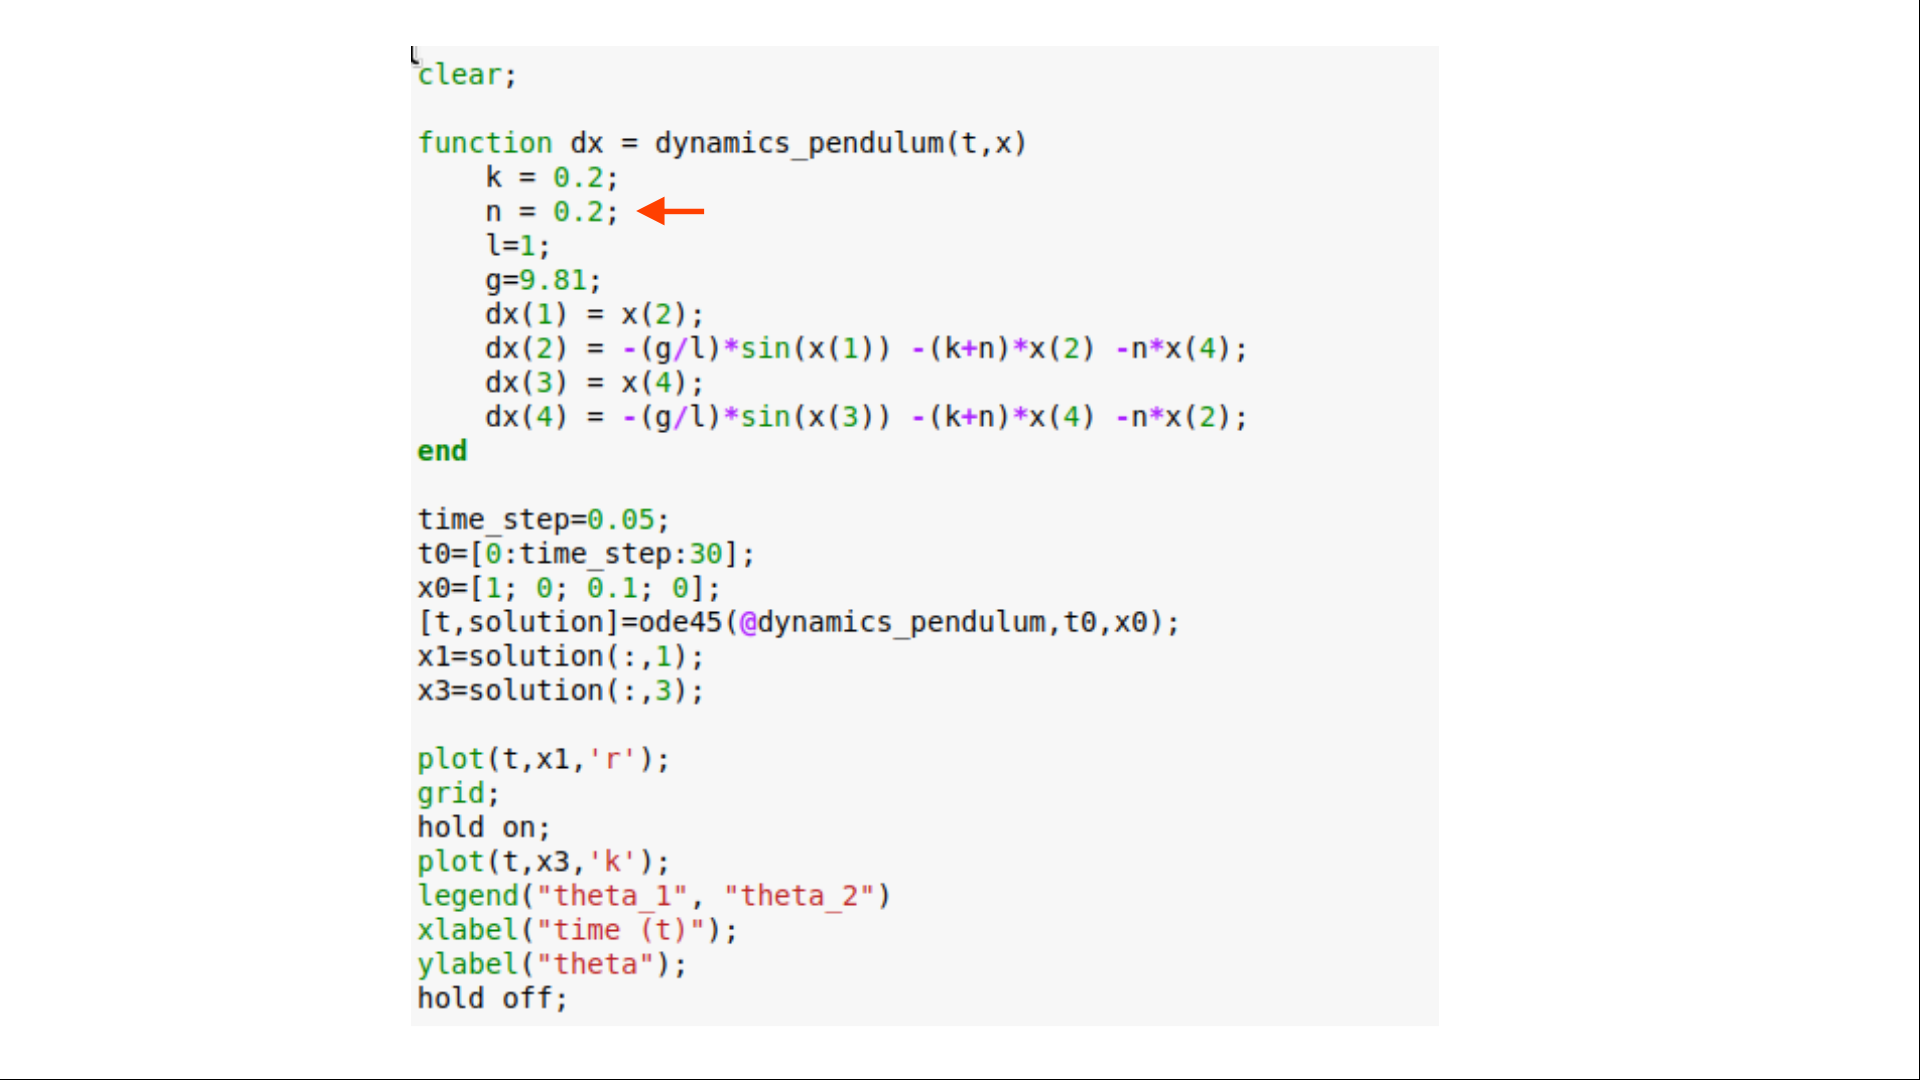 clear;
function dx = dynamics_pendulum(t,x)
k = 0.2;
n = 0.2;
l=1;
g=9.81;
dx(1) = x(2);
dx(2) = -(g/l)*sin(x(1)) -(k+n)*x(2) -n*x(4);
dx(3) = x(4);
dx(4) = -(g/l)*sin(x(3)) -(k+n)*x(4) -n*x(2);
end
time_step=0.05;
t0=[0:time_step:30];
x0=[1; 0; 0.1; 0];
[t,solution]=ode45(@dynamics_pendulum,t0,x0);
x1=solution(:,1);
x3=solution(:,3);
plot(t,x1,'r');
grid;
hold on;
plot(t,x3,'k');
legend("theta_1", "theta_2")
xlabel("time (t)");
ylabel("theta");
hold off;